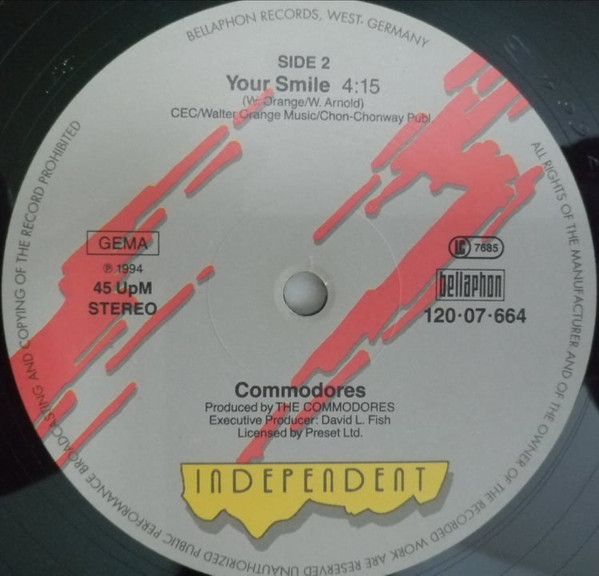 BELLAPHON RECORDS, WEST-GERMANY
SIDE 2
Your Smile 4:15
(W. Orange/W. Arnold)
CEC/Walter Orange Music/Chon-Chonway Publ.
GEMA
℗ 1994
45 UpM
STEREO
LC 7685
bellaphon
120·07·664
Commodores
Produced by THE COMMODORES
Executive Producer: David L. Fish
Licensed by Preset Ltd.
INDEPENDENT
ALL RIGHTS OF THE MANUFACTURER AND OF THE OWNER OF THE RECORDED WORK ARE RESERVED UNAUTHORIZED PUBLIC PERFORMANCE BROADCASTING AND COPYING OF THE RECORD PROHIBITED